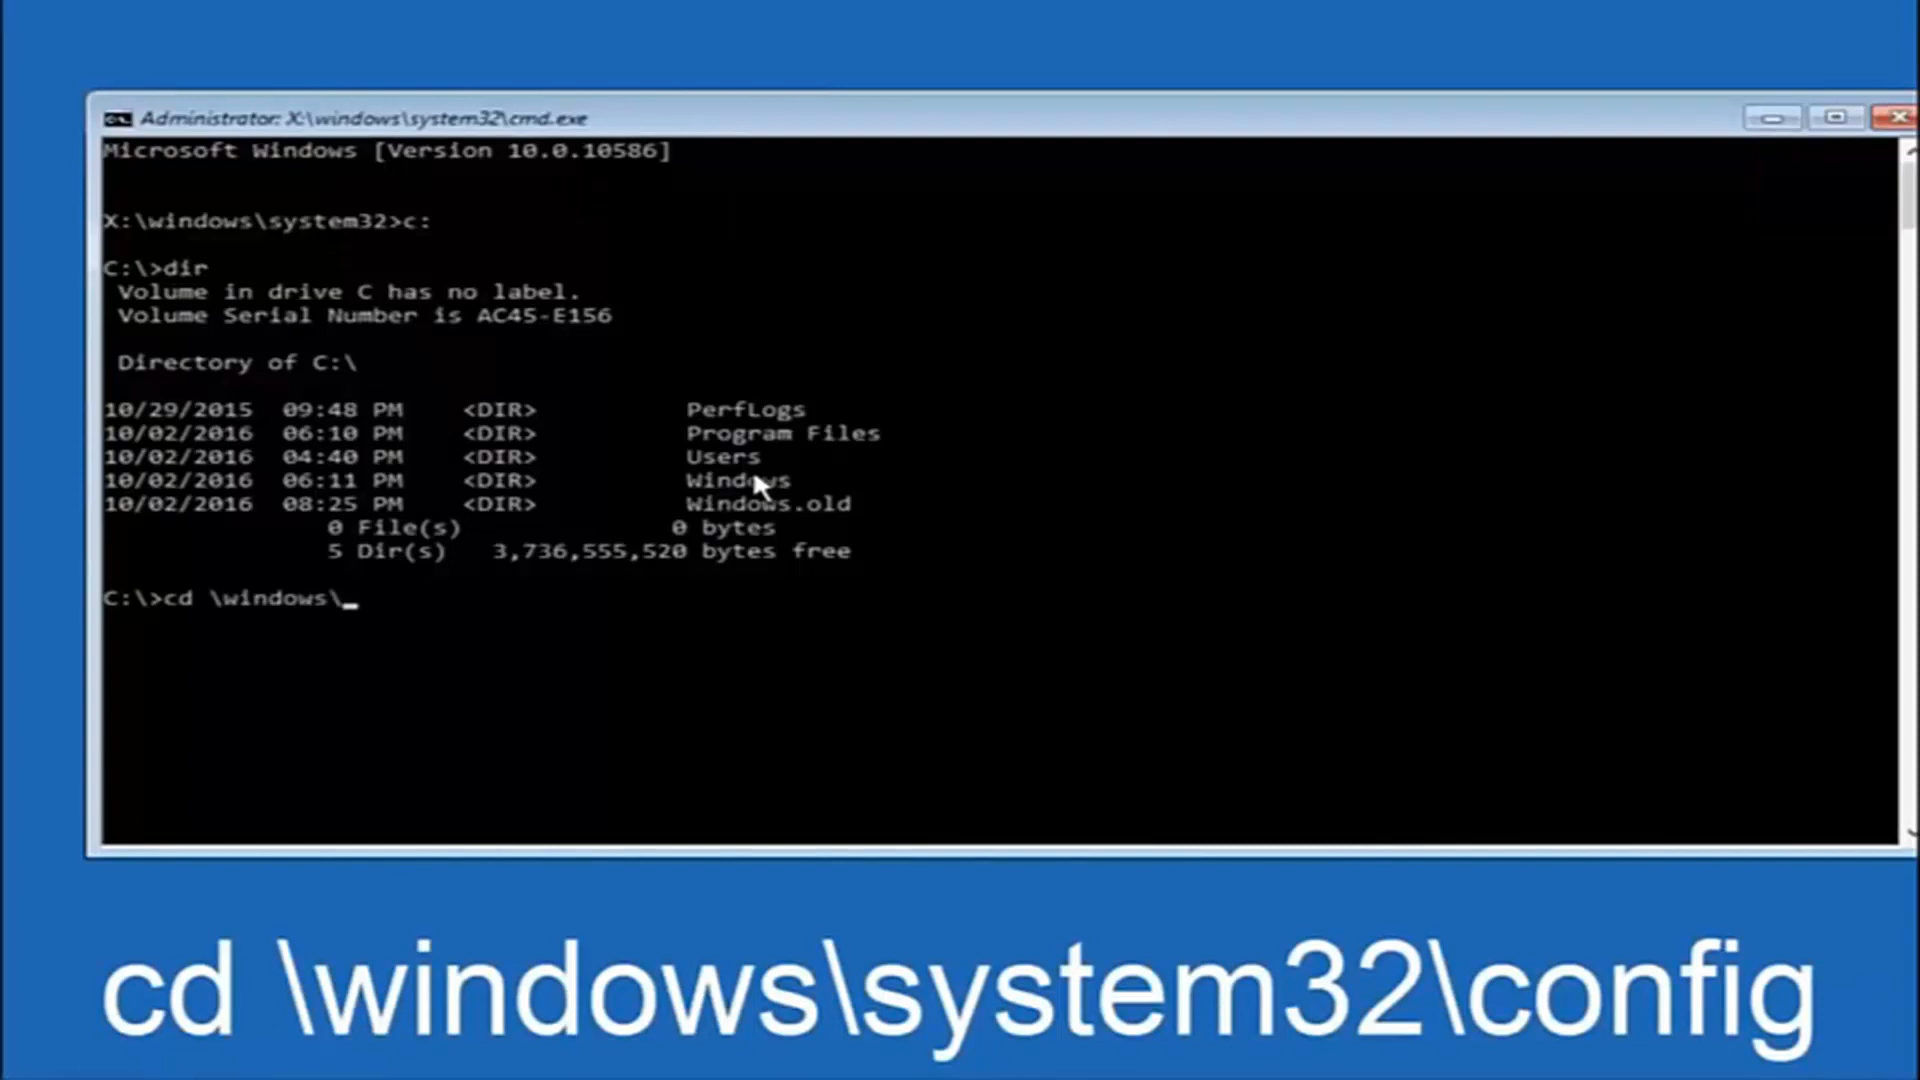 Administrator: X:\windows\system32\cmd.exe
Microsoft Windows [Version 10.0.10586]
X:\windows\system32>c:
C:\>dir
Volume in drive C has no label.
Volume Serial Number is AC45-E156
Directory of C:\
10/29/2015 09:48 PM <DIR> PerfLogs
10/02/2016 06:10 PM <DIR> Program Files
10/02/2016 04:40 PM <DIR> Users
10/02/2016 06:11 PM <DIR> Windows
10/02/2016 08:25 PM <DIR> Windows.old
0 File(s) 0 bytes
5 Dir(s) 3,736,555,520 bytes free
C:\>cd \windows\_
cd \windows\system32\config